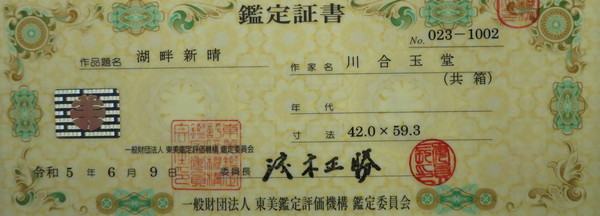 鑑定証書
No. 023-1002
作品題名 湖畔新晴
作家名 川合玉堂
(共箱)
年代
寸法 42.0×59.3
一般財団法人 東美鑑定評価機構 鑑定委員会
令和5年6月9日 委員長
一般財団法人 東美鑑定評価機構 鑑定委員会